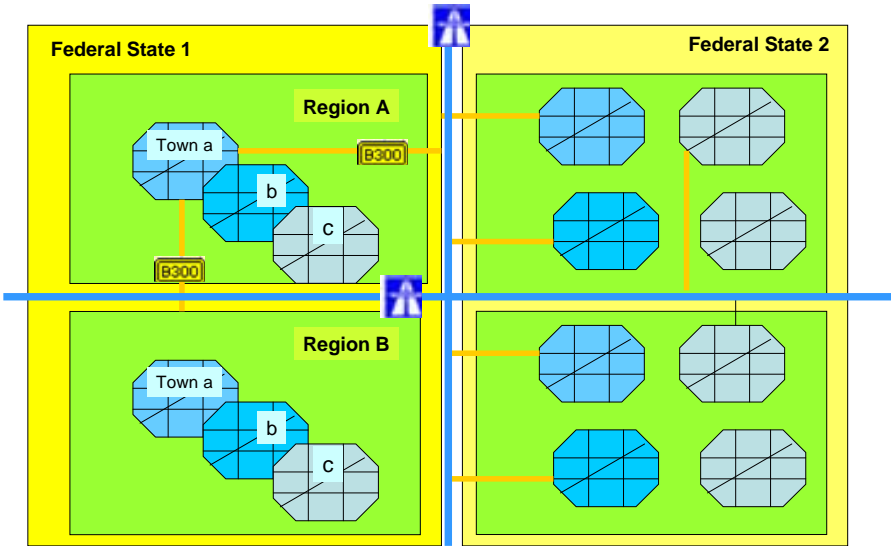 Federal State 1
Federal State 2
Region A
Town a
B300
b
c
B300
Region B
Town a
b
c